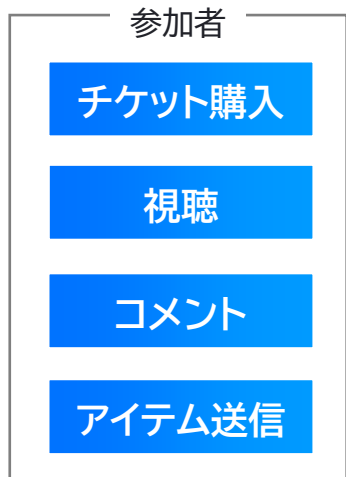 参加者
チケット購入
視聴
コメント
アイテム送信